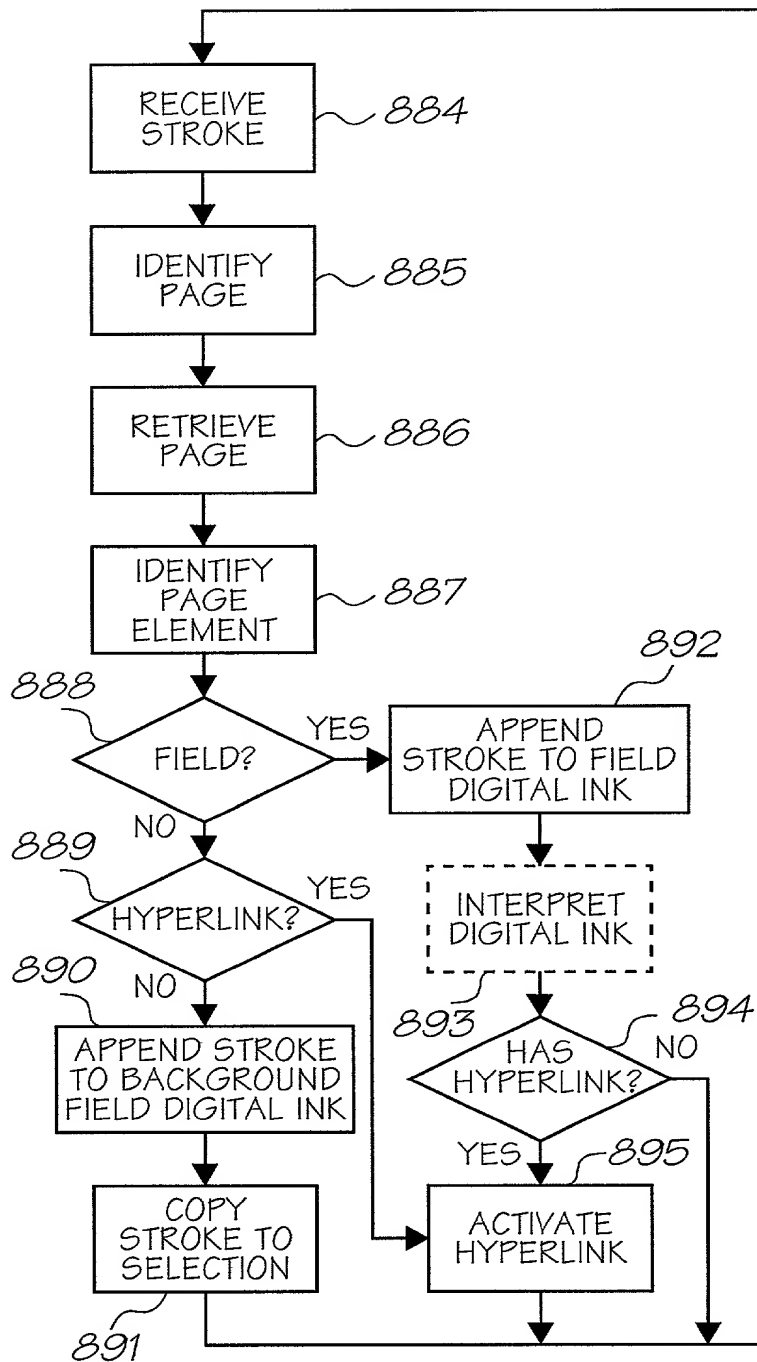 RECEIVE
STROKE
884
IDENTIFY
PAGE
885
RETRIEVE
PAGE
886
IDENTIFY
PAGE
ELEMENT
887
888
FIELD?
YES
NO
892
APPEND
STROKE TO FIELD
DIGITAL INK
889
HYPERLINK?
YES
NO
INTERPRET
DIGITAL INK
893
890
APPEND STROKE
TO BACKGROUND
FIELD DIGITAL INK
894
HAS
HYPERLINK?
NO
YES
895
COPY
STROKE TO
SELECTION
891
ACTIVATE
HYPERLINK